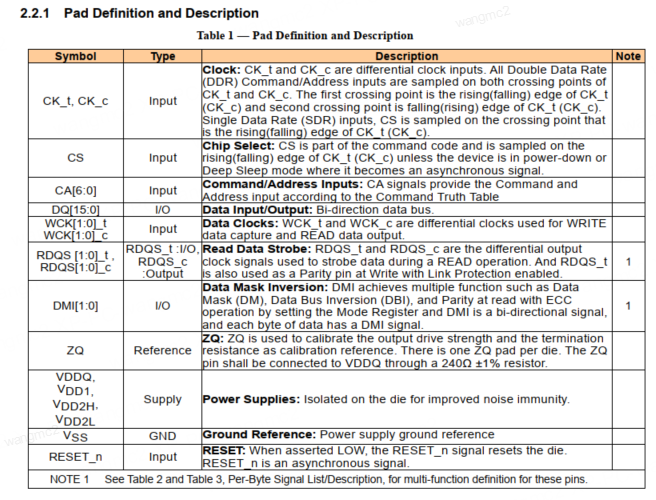 2.2.1 Pad Definition and Description
wangmc2
Table 1 — Pad Definition and Description
Symbol Type Description Note
CK_t, CK_c Input
Clock: CK_t and CK_c are differential clock inputs. All Double Data Rate
(DDR) Command/Address inputs are sampled on both crossing points of
CK_t and CK_c. The first crossing point is the rising(falling) edge of CK_t
(CK_c) and second crossing point is falling(rising) edge of CK_t (CK_c).
Single Data Rate (SDR) inputs, CS is sampled on the crossing point that
is the rising(falling) edge of CK_t (CK_c).
CS Input
Chip Select: CS is part of the command code and is sampled on the
rising(falling) edge of CK_t (CK_c) unless the device is in power-down or
Deep Sleep mode where it becomes an asynchronous signal.
CA[6:0] Input
Command/Address Inputs: CA signals provide the Command and
Address input according to the Command Truth Table
DQ[15:0] I/O Data Input/Output: Bi-direction data bus.
WCK[1:0]_t
WCK[1:0]_c
Input
Data Clocks: WCK_t and WCK_c are differential clocks used for WRITE
data capture and READ data output.
RDQS [1:0]_t ,
RDQS[1:0]_c
RDQS_t :I/O,
RDQS_c
:Output
Read Data Strobe: RDQS_t and RDQS_c are the differential output
clock signals used to strobe data during a READ operation. And RDQS_t
is also used as a Parity pin at Write with Link Protection enabled.
1
DMI[1:0] I/O
Data Mask Inversion: DMI achieves multiple function such as Data
Mask (DM), Data Bus Inversion (DBI), and Parity at read with ECC
operation by setting the Mode Register and DMI is a bi-directional signal,
and each byte of data has a DMI signal.
1
ZQ Reference
ZQ: ZQ is used to calibrate the output drive strength and the termination
resistance as calibration reference. There is one ZQ pad per die. The ZQ
pin shall be connected to VDDQ through a 240Ω ±1% resistor.
VDDQ,
VDD1,
VDD2H,
VDD2L
Supply
Power Supplies: Isolated on the die for improved noise immunity.
VSS GND Ground Reference: Power supply ground reference
RESET_n Input
RESET: When asserted LOW, the RESET_n signal resets the die.
RESET_n is an asynchronous signal.
NOTE 1 See Table 2 and Table 3, Per-Byte Signal List/Description, for multi-function definition for these pins.